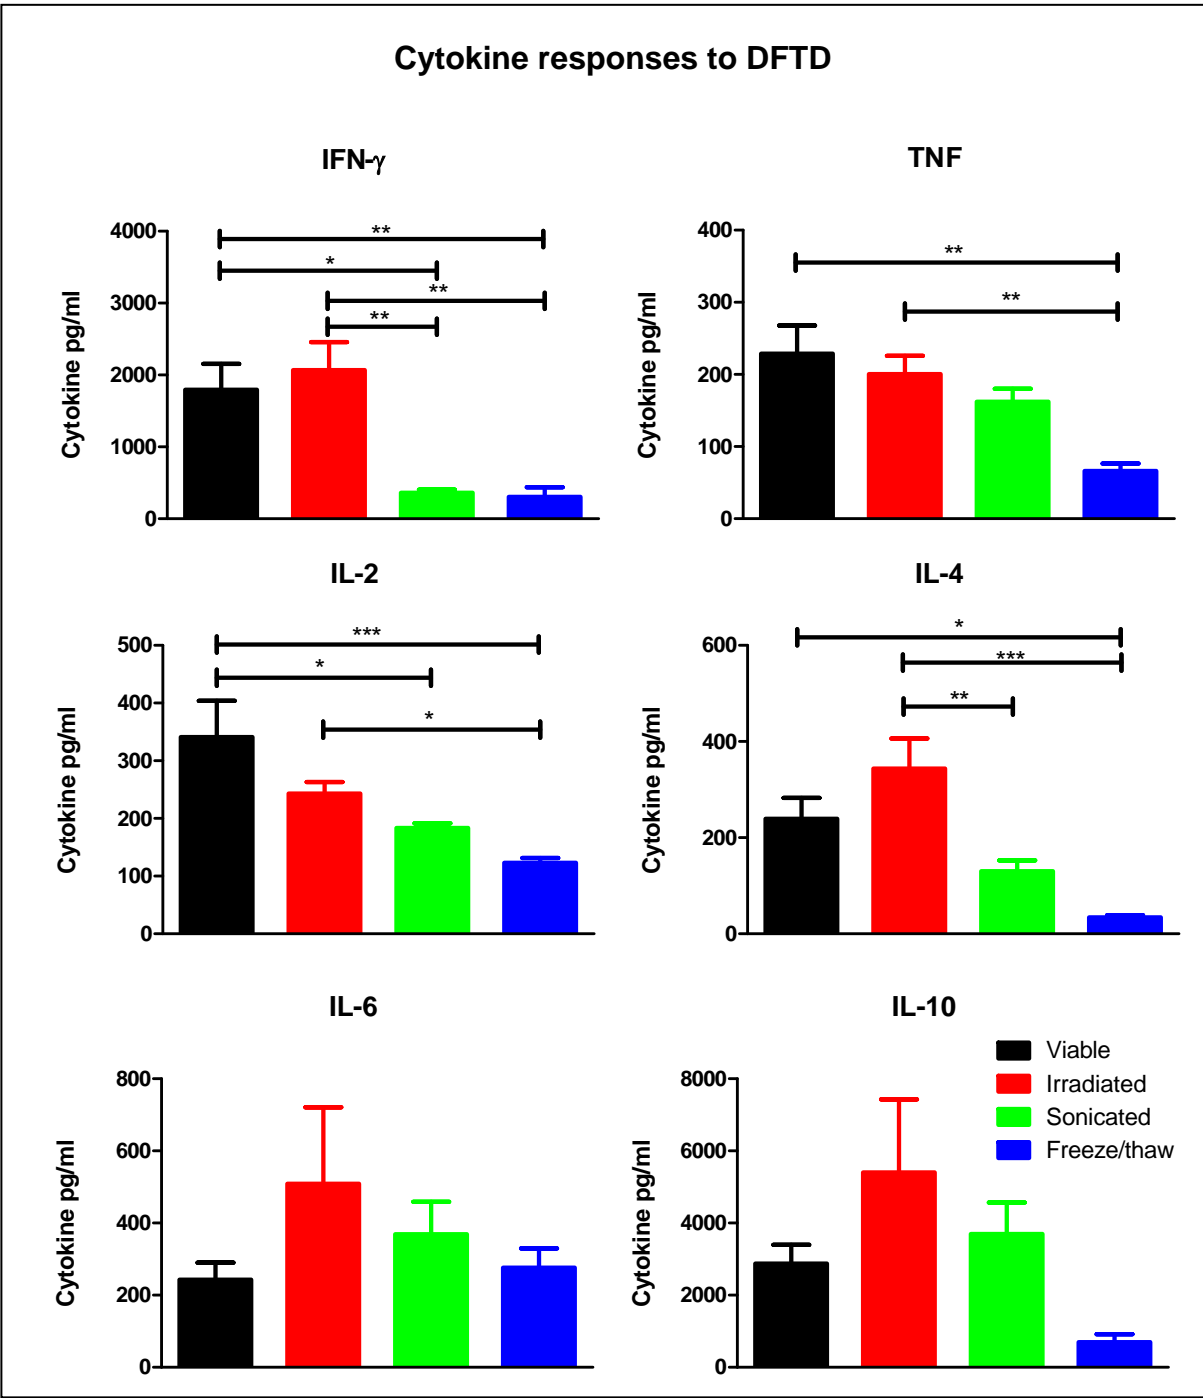 Cytokine responses to DFTD
IFN-γ
Cytokine pg/ml
4000
3000
2000
1000
0
**
*
**
**
TNF
Cytokine pg/ml
400
300
200
100
0
**
**
IL-2
Cytokine pg/ml
500
400
300
200
100
0
***
*
*
IL-4
Cytokine pg/ml
600
400
200
0
*
***
**
IL-6
Cytokine pg/ml
800
600
400
200
0
IL-10
Cytokine pg/ml
8000
6000
4000
2000
0
Viable
Irradiated
Sonicated
Freeze/thaw